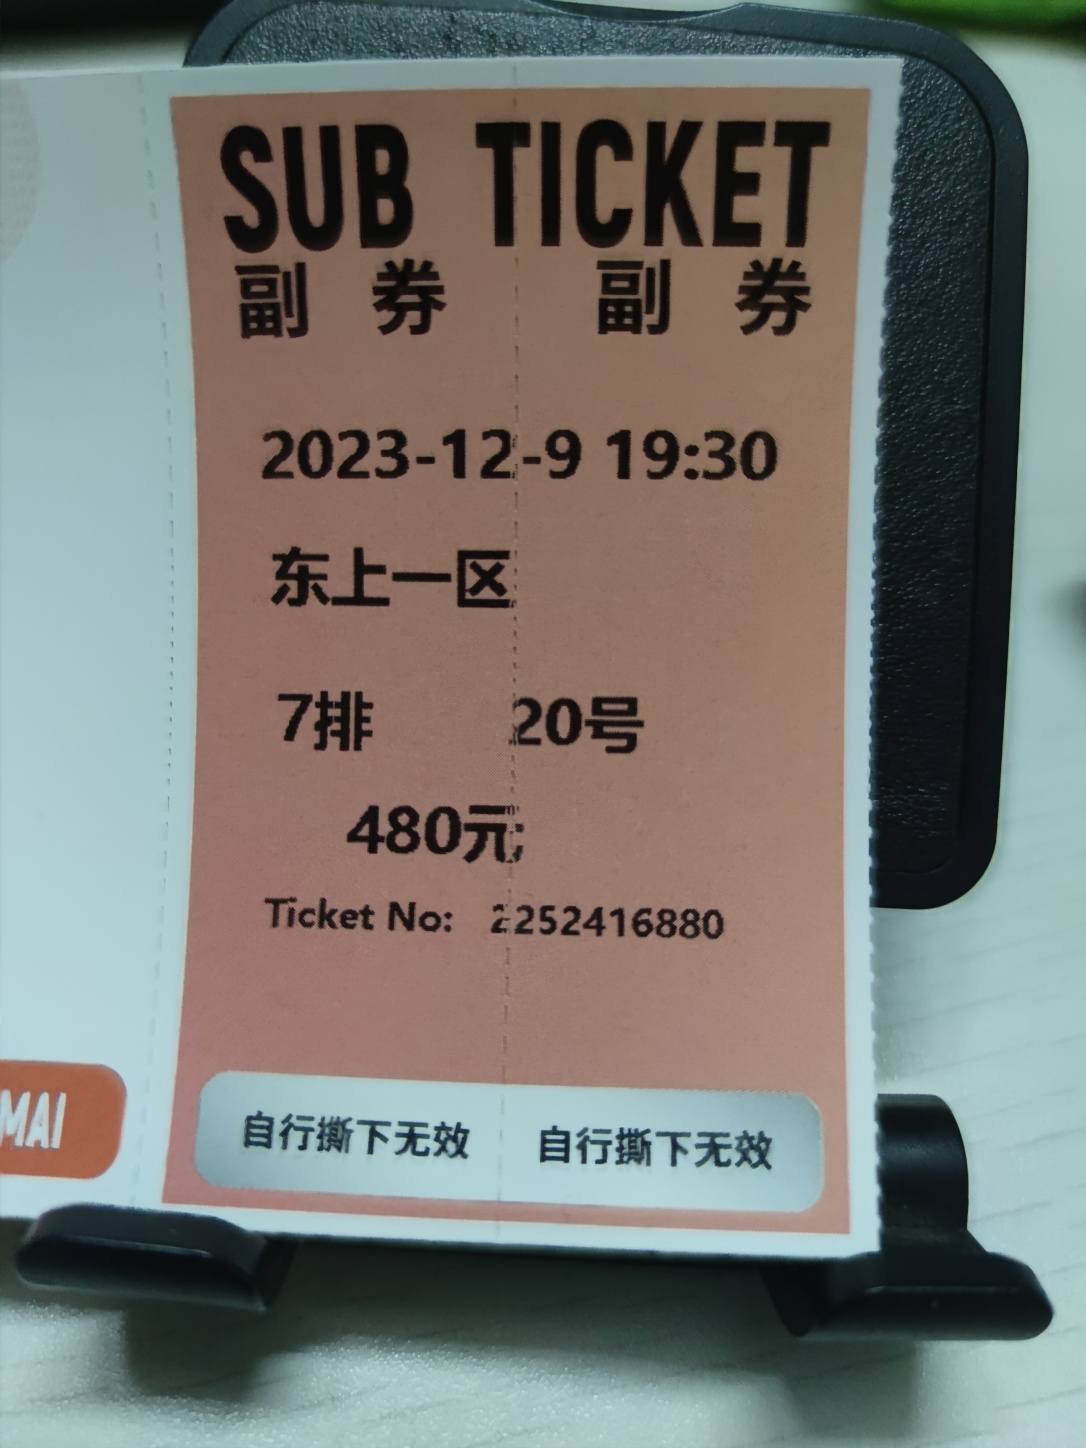 SUB TICKET
副 券 副 券
2023-12-9 19:30
东上一区
7排 20号
480元
Ticket No: 2252416880
MAI
自行撕下无效 自行撕下无效